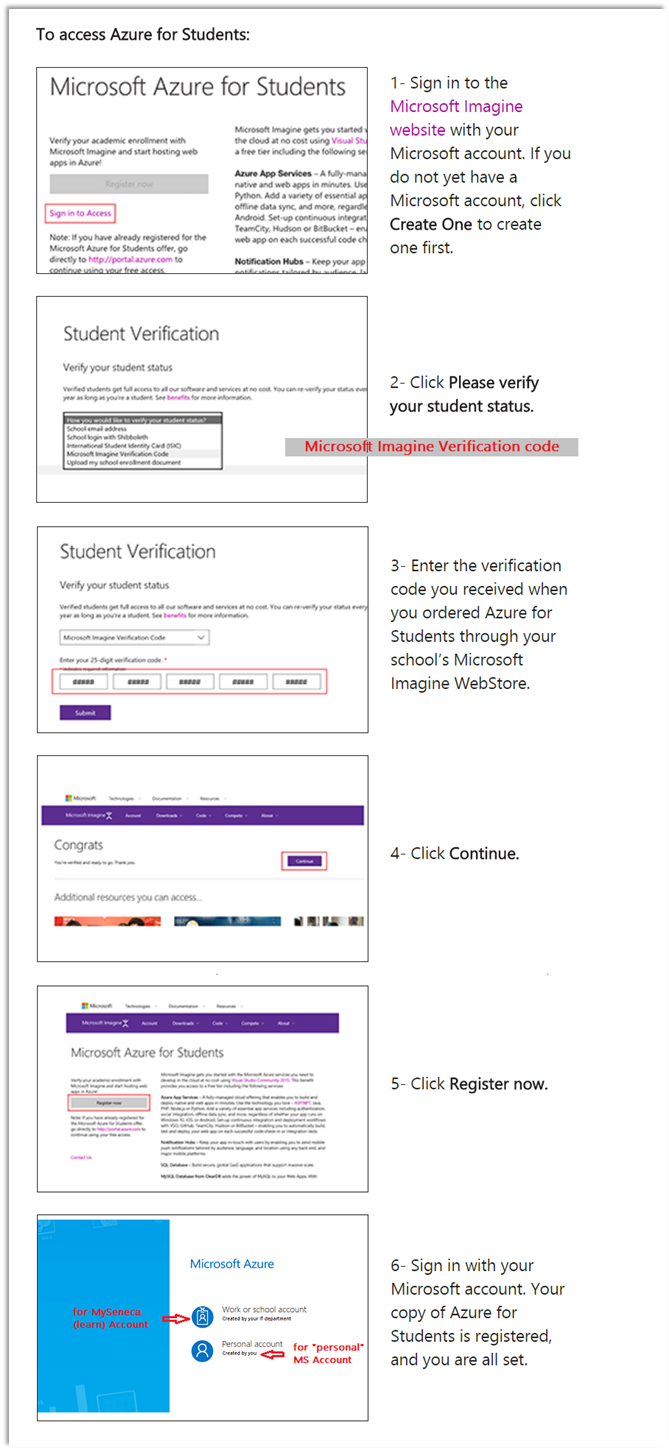 To access Azure for Students:
Microsoft Azure for Students
Verify your academic enrollment with
Microsoft Imagine and start hosting web
apps in Azure!
Register now
Sign in to Access
Note: If you have already registered for the
Microsoft Azure for Students offer, go
directly to http://portal.azure.com to
continue using your free access.
Microsoft Imagine gets you started
the cloud at no cost using Visual Stu
a free tier including the following se
Azure App Services – A fully-mana
native and web apps in minutes. Use
Python. Add a variety of essential ap
offline data sync, and more, regardle
Android. Set-up continuous integrat
TeamCity, Hudson or BitBucket – ena
web app on each successful code ch
Notification Hubs – Keep your app
notifications tailored by audience, la
1- Sign in to the
Microsoft Imagine
website with your
Microsoft account. If you
do not yet have a
Microsoft account, click
Create One to create
one first.
Student Verification
Verify your student status
Verified students get full access to all our software and services at no cost. You can re-verify your status ever
year as long as you're a student. See benefits for more information.
How you would like to verify your student status?
School email address
School login with Shibboleth
International Student Identity Card (ISIC)
Microsoft Imagine Verification Code
Upload my school enrollment document
2- Click Please verify
your student status.
Microsoft Imagine Verification code
Student Verification
Verify your student status
Verified students get full access to all our software and services at no cost. You can re-verify your status every
year as long as you're a student. See benefits for more information.
Microsoft Imagine Verification Code
Enter your 25-digit verification code. *
* Indicates required information
##### ##### ##### ##### #####
Submit
3- Enter the verification
code you received when
you ordered Azure for
Students through your
school's Microsoft
Imagine WebStore.
Microsoft Technologies Documentation Resources
Microsoft Imagine Account Downloads Code Compete About
Congrats
You're verified and ready to go. Thank you.
Continue
Additional resources you can access...
4- Click Continue.
Microsoft Technologies Documentation Resources
Microsoft Imagine Account Downloads Code Compete About
Microsoft Azure for Students
Verify your academic enrollment with
Microsoft Imagine and start hosting web
apps in Azure!
Register now
Note: If you have already registered for
the Microsoft Azure for Students offer,
go directly to http://portal.azure.com to
continue using your free access.
Contact Us
Microsoft Imagine gets you started with the Microsoft Azure services you need to
develop in the cloud at no cost using Visual Studio Community 2015. This benefit
provides you access to a free tier including the following services:
Azure App Services – A fully-managed cloud offering that enables you to build and
deploy native and web apps in minutes. Use the technology you love – ASP.NET, Java,
PHP, Node.js or Python. Add a variety of essential app services including authentication,
social integration, offline data sync, and more, regardless of whether your app runs on
Windows 10, iOS or Android. Set-up continuous integration and deployment workflows
with VSO, GitHub, TeamCity, Hudson or BitBucket – enabling you to automatically build,
test and deploy your web app on each successful code check-in or integration tests.
Notification Hubs – Keep your app in-touch with users by enabling you to send mobile
push notifications tailored by audience, language, and location using any back end, and
major mobile platforms.
SQL Database – Build secure, global SaaS applications that support massive scale.
MySQL Database from ClearDB adds the power of MySQL to your Web Apps. With
5- Click Register now.
Microsoft Azure
for MySeneca
(learn) Account
Work or school account
Created by your IT department
Personal account
Created by you
for "personal"
MS Account
6- Sign in with your
Microsoft account. Your
copy of Azure for
Students is registered,
and you are all set.